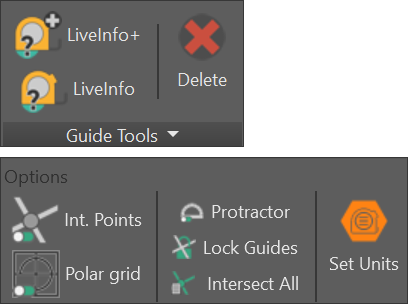 LiveInfo+
LiveInfo
Delete
Guide Tools
Options
Int. Points
Polar grid
Protractor
Lock Guides
Intersect All
Set Units